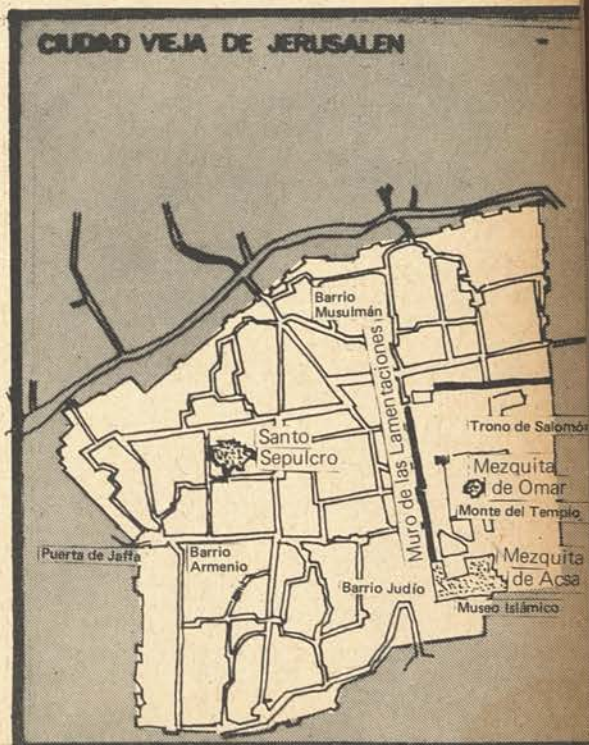 CIUDAD VIEJA DE JERUSALEN
Barrio
Musulmán
Muro de las Lamentaciones
Trono de Salomón
Santo
Sepulcro
Mezquita
de Omar
Monte del Templo
Puerta de Jaffa
Barrio
Armenio
Barrio Judío
Mezquita
de Acsa
Museo Islámico